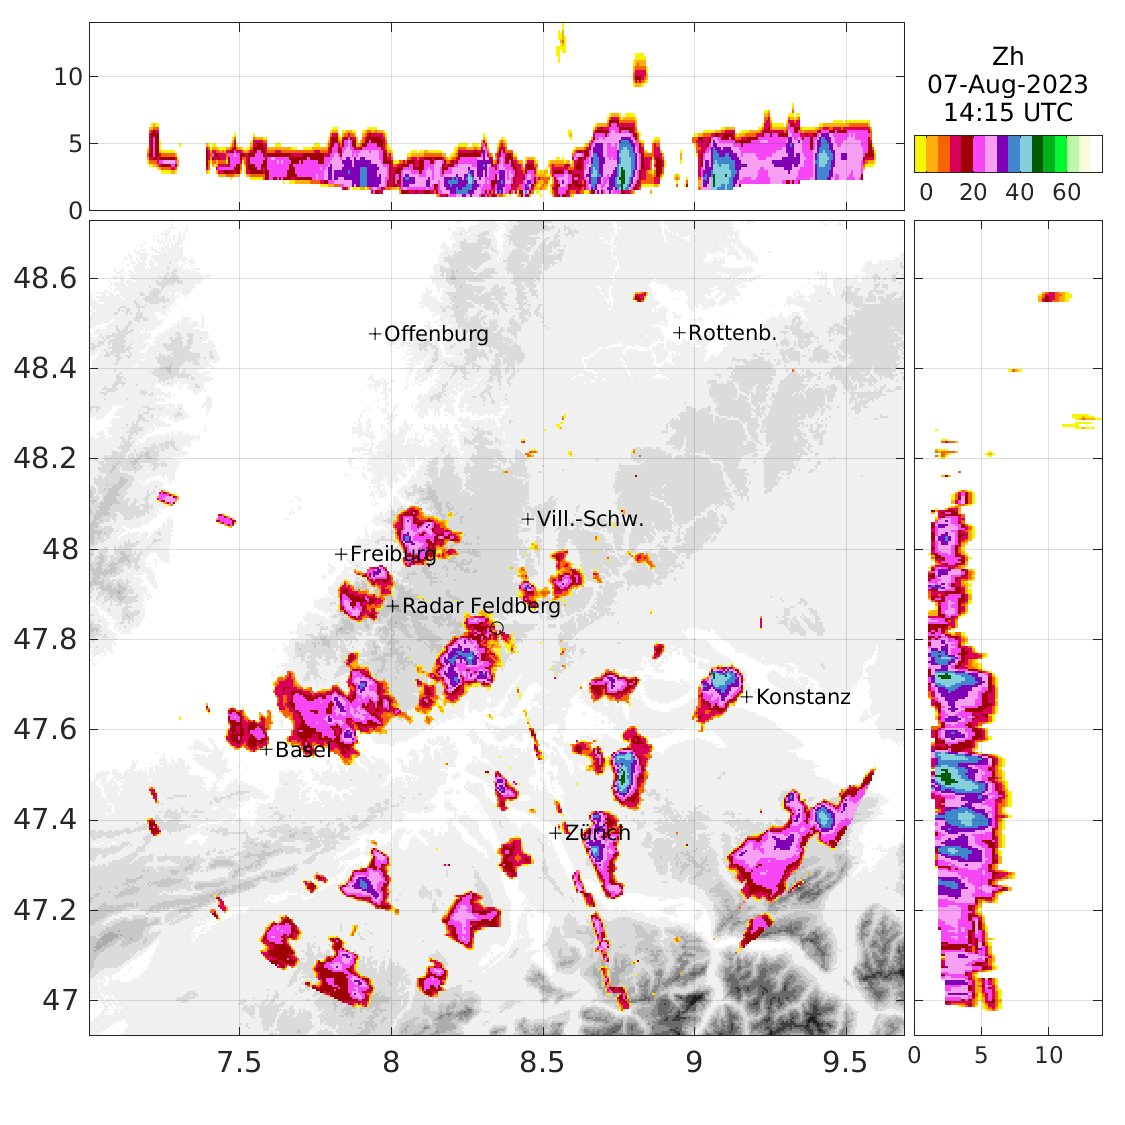 10
5
0
Zh
07-Aug-2023
14:15 UTC
0 20 40 60
48.6
48.4
48.2
48
47.8
47.6
47.4
47.2
47
+Offenburg
+Rottenb.
+Vill.-Schw.
+Freiburg
+Radar Feldberg
+Konstanz
+Basel
+Zürich
7.5 8 8.5 9 9.5
0 5 10